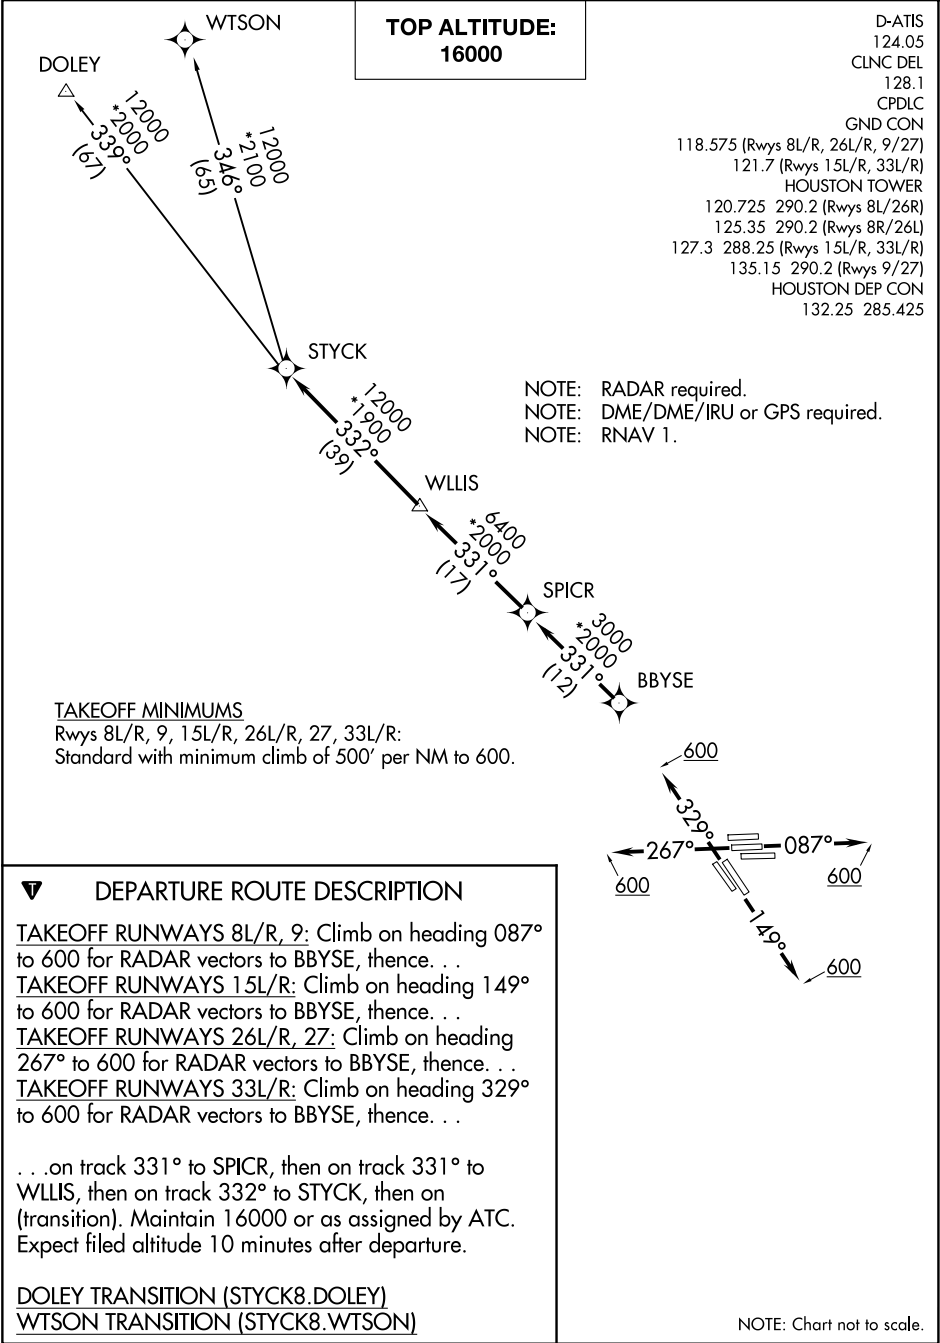 TOP ALTITUDE:
16000
D-ATIS
124.05
CLNC DEL
128.1
CPDLC
GND CON
118.575 (Rwys 8L/R, 26L/R, 9/27)
121.7 (Rwys 15L/R, 33L/R)
HOUSTON TOWER
120.725 290.2 (Rwys 8L/26R)
125.35 290.2 (Rwys 8R/26L)
127.3 288.25 (Rwys 15L/R, 33L/R)
135.15 290.2 (Rwys 9/27)
HOUSTON DEP CON
132.25 285.425
WTSON
DOLEY
12000
*2000
339°
(67)
12000
*2100
346°
(65)
STYCK
NOTE: RADAR required.
NOTE: DME/DME/IRU or GPS required.
NOTE: RNAV 1.
12000
*1900
332°
(39)
WLLIS
6400
*2000
331°
(17)
SPICR
3000
*2000
331°
(12)
BBYSE
TAKEOFF MINIMUMS
Rwys 8L/R, 9, 15L/R, 26L/R, 27, 33L/R:
Standard with minimum climb of 500' per NM to 600.
600
329°
267°
087°
600
600
149°
600
T DEPARTURE ROUTE DESCRIPTION
TAKEOFF RUNWAYS 8L/R, 9: Climb on heading 087°
to 600 for RADAR vectors to BBYSE, thence. . .
TAKEOFF RUNWAYS 15L/R: Climb on heading 149°
to 600 for RADAR vectors to BBYSE, thence. . .
TAKEOFF RUNWAYS 26L/R, 27: Climb on heading
267° to 600 for RADAR vectors to BBYSE, thence. . .
TAKEOFF RUNWAYS 33L/R: Climb on heading 329°
to 600 for RADAR vectors to BBYSE, thence. . .
. . .on track 331° to SPICR, then on track 331° to
WLLIS, then on track 332° to STYCK, then on
(transition). Maintain 16000 or as assigned by ATC.
Expect filed altitude 10 minutes after departure.
DOLEY TRANSITION (STYCK8.DOLEY)
WTSON TRANSITION (STYCK8.WTSON)
NOTE: Chart not to scale.